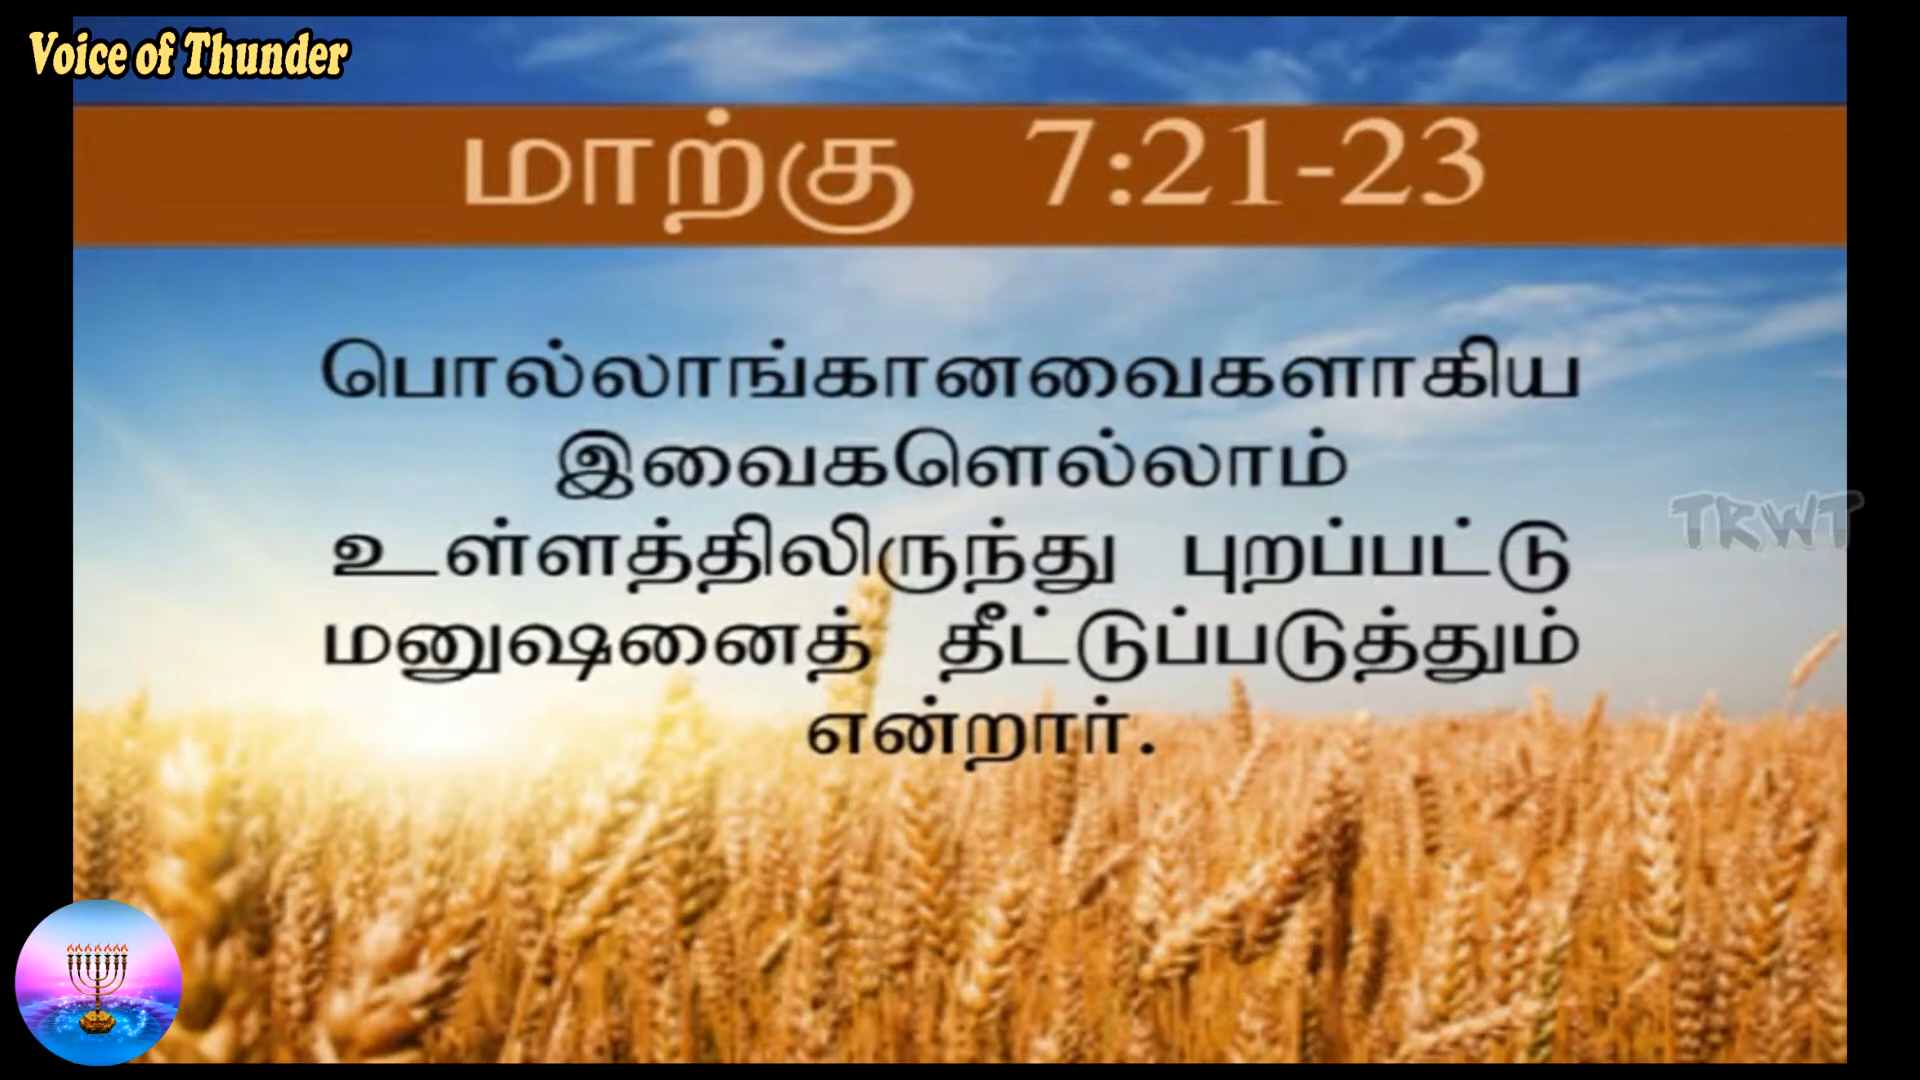 Voice of Thunder
மாற்கு 7:21-23
பொல்லாங்கானவைகளாகிய
இவைகளெல்லாம்
உள்ளத்திலிருந்து புறப்பட்டு
மனுஷனைத் தீட்டுப்படுத்தும்
என்றார்.
TRWT